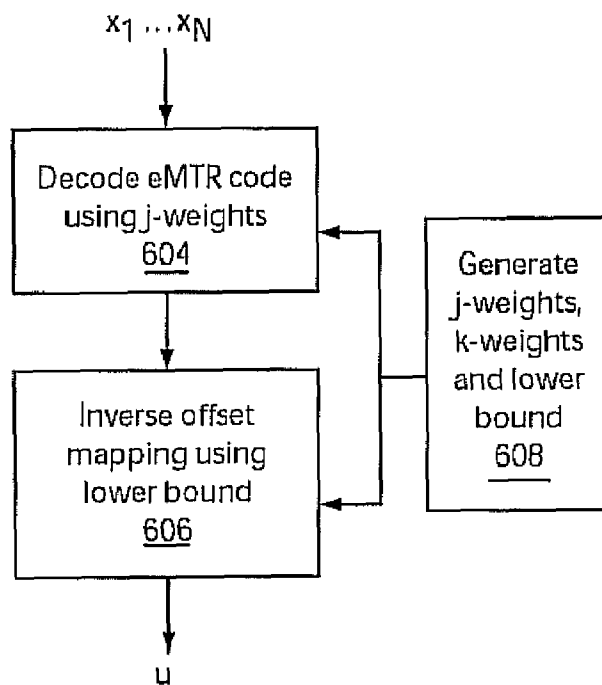 x₁ ...x_N
Decode eMTR code
using j-weights
604
Generate
j-weights,
k-weights
and lower
bound
608
Inverse offset
mapping using
lower bound
606
u